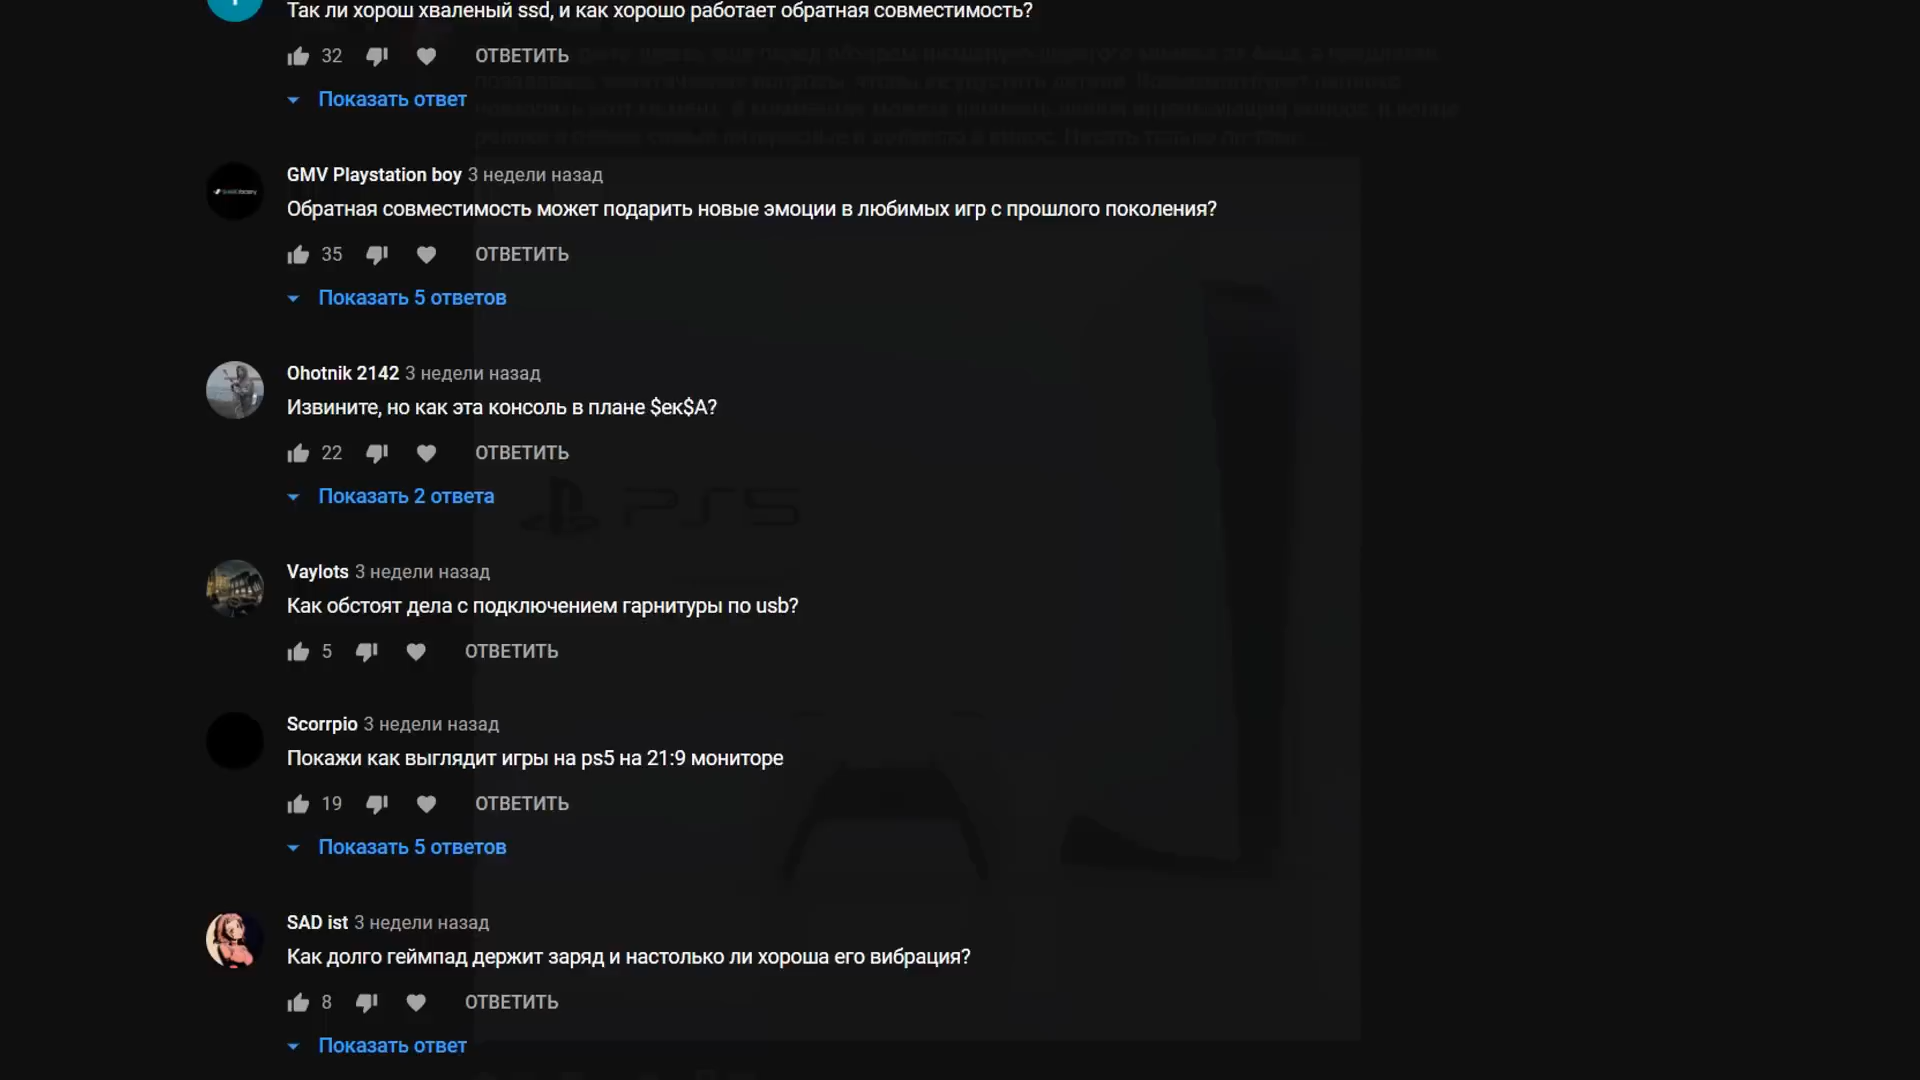 Так ли хорош хваленый ssd, и как хорошо работает обратная совместимость?
32 ОТВЕТИТЬ
Показать ответ
GMV Playstation boy 3 недели назад
Обратная совместимость может подарить новые эмоции в любимых игр с прошлого поколения?
35 ОТВЕТИТЬ
Показать 5 ответов
Ohotnik 2142 3 недели назад
Извините, но как эта консоль в плане $ек$А?
22 ОТВЕТИТЬ
Показать 2 ответа
PS5
Vaylots 3 недели назад
Как обстоят дела с подключением гарнитуры по usb?
5 ОТВЕТИТЬ
Scorrpio 3 недели назад
Покажи как выглядит игры на ps5 на 21:9 мониторе
19 ОТВЕТИТЬ
Показать 5 ответов
SAD ist 3 недели назад
Как долго геймпад держит заряд и настолько ли хороша его вибрация?
8 ОТВЕТИТЬ
Показать ответ